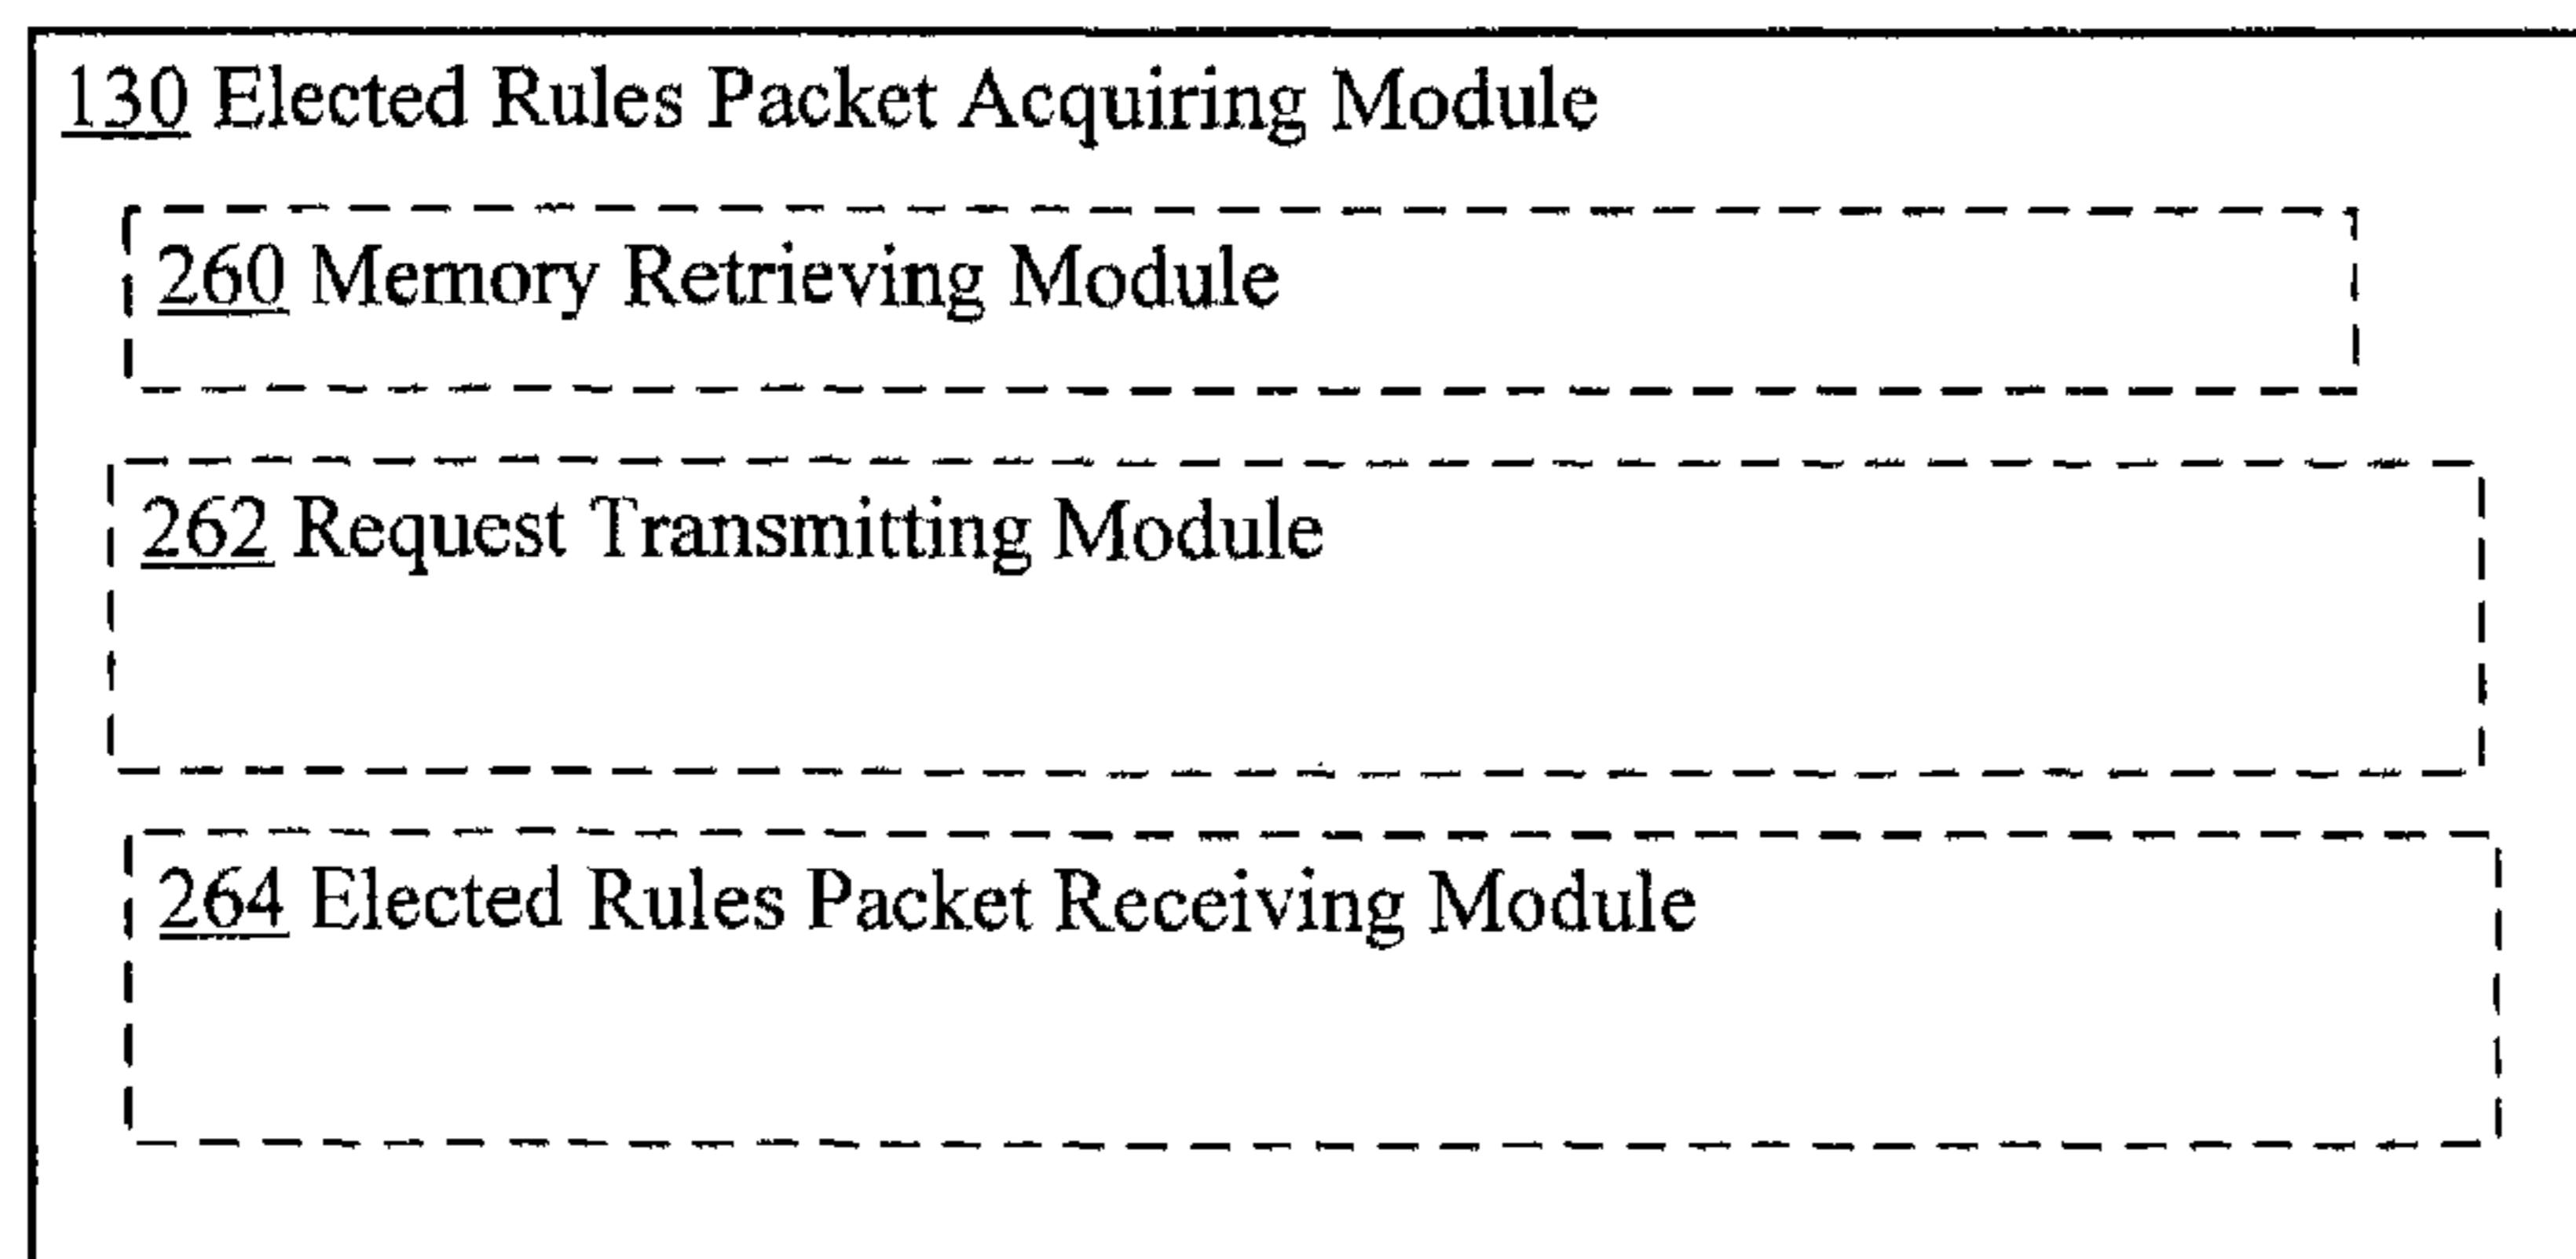 130 Elected Rules Packet Acquiring Module
260 Memory Retrieving Module
262 Request Transmitting Module
264 Elected Rules Packet Receiving Module